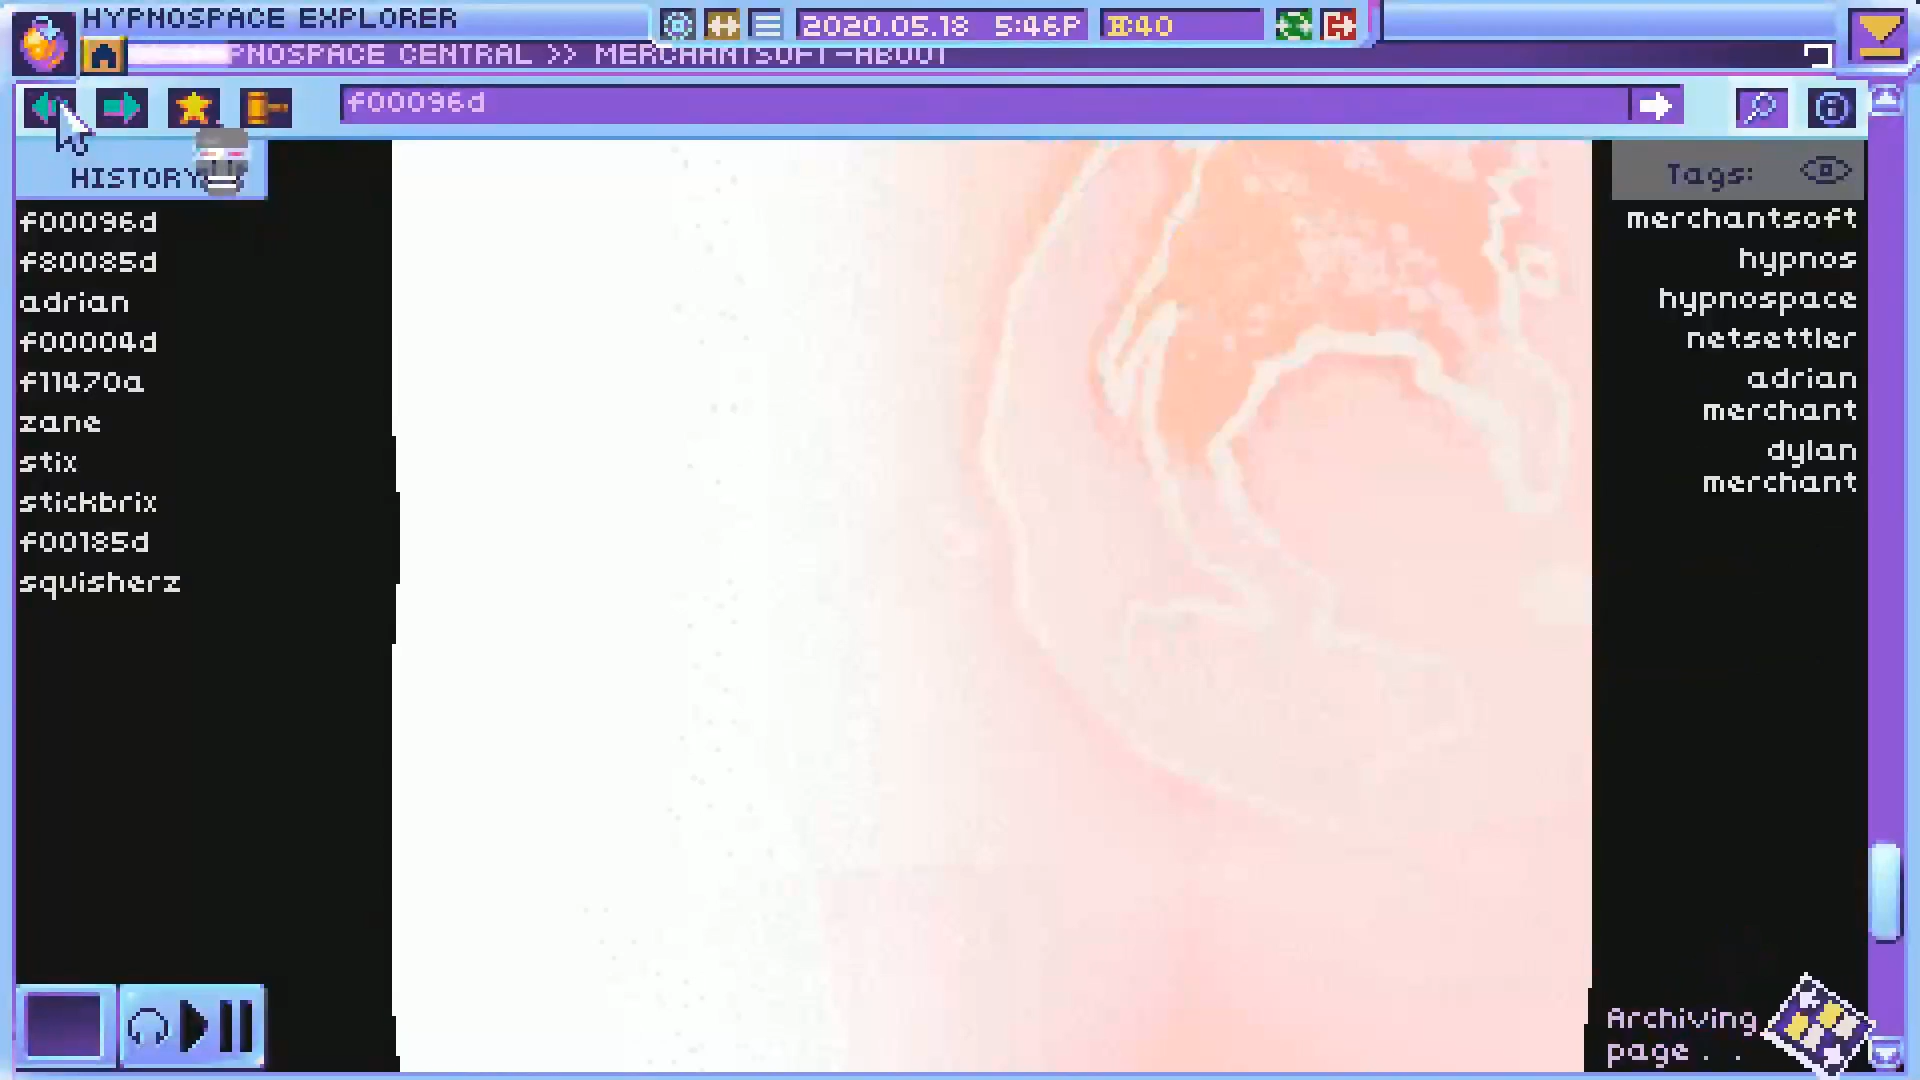 HYPNOSPACE EXPLORER
2020.05.18 5:46P
40
PNOSPACE CENTRAL >> MERCHANTSOFT-ABOUT
f00096d
HISTORY
f00096d
f80085d
adrian
f00004d
f11470a
zane
stix
stickbrix
f00185d
squisherz
Tags:
merchantsoft
hypnos
hypnospace
netsettler
adrian
merchant
dylan
merchant
Archiving
page . .